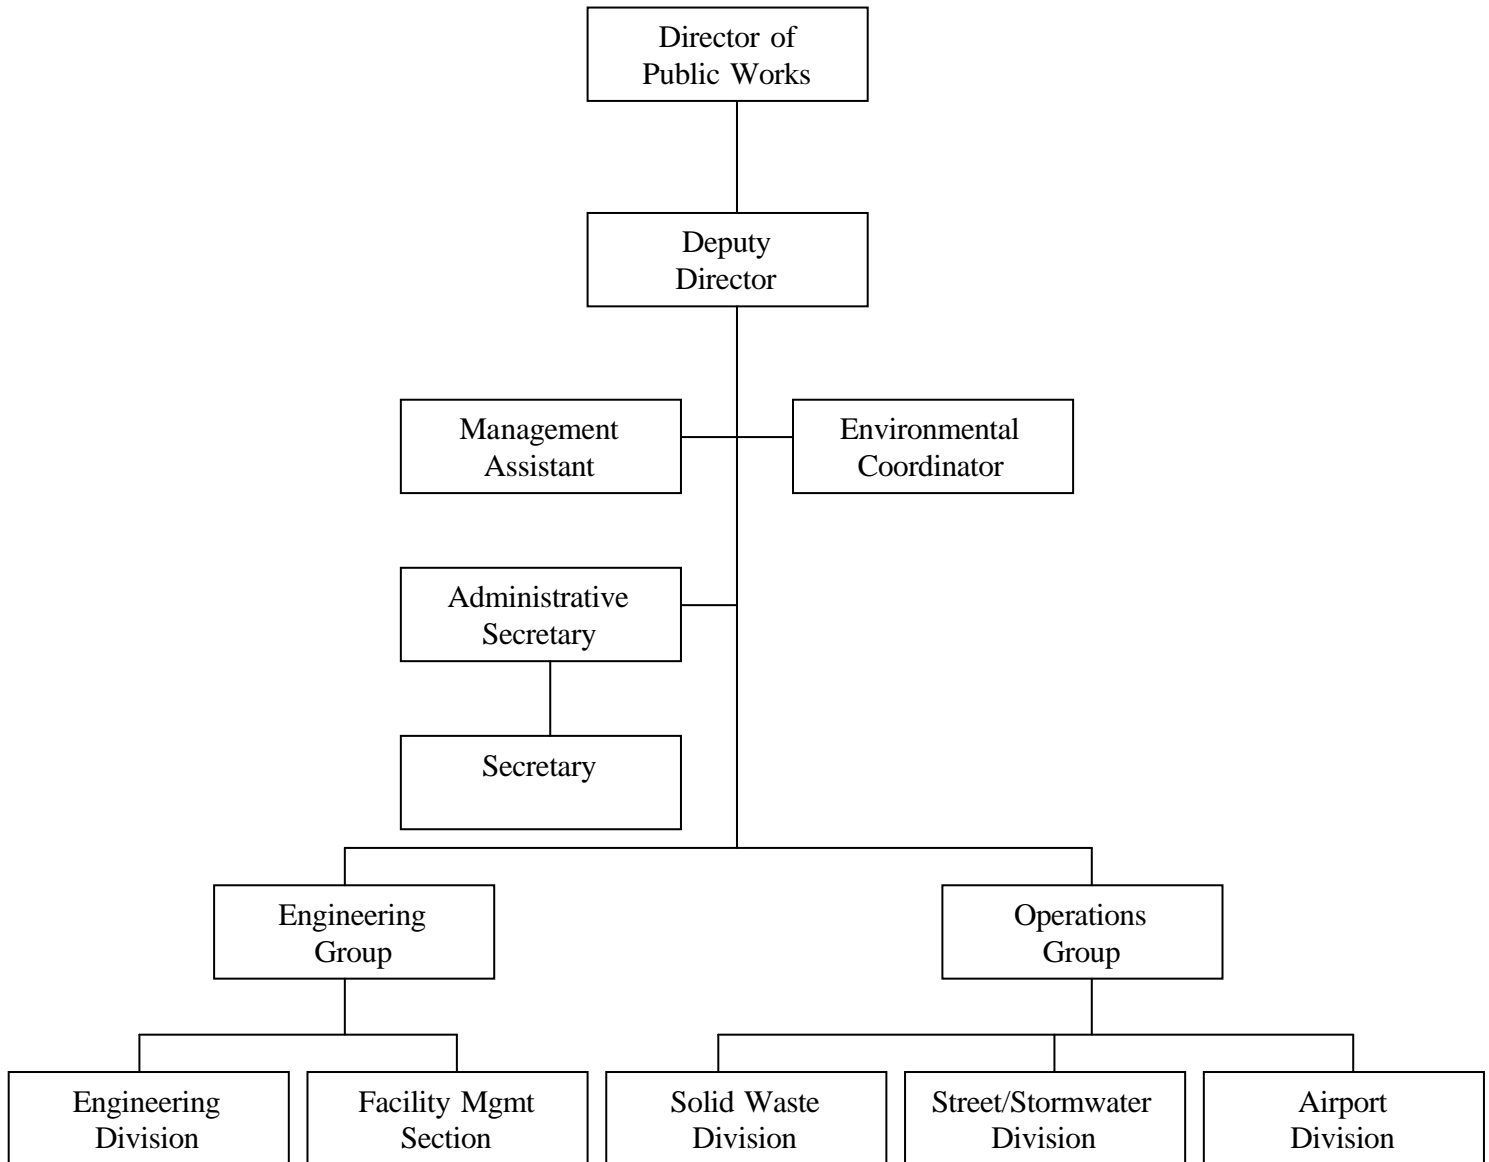 Director of
Public Works
Deputy
Director
Management
Assistant
Environmental
Coordinator
Administrative
Secretary
Secretary
Engineering
Group
Operations
Group
Engineering
Division
Facility Mgmt
Section
Solid Waste
Division
Street/Stormwater
Division
Airport
Division